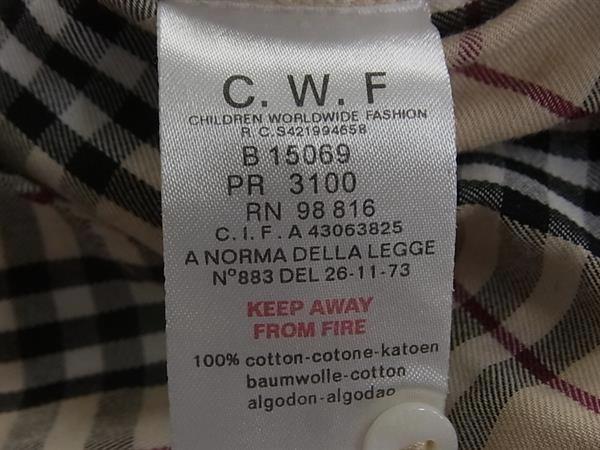 C. W. F
CHILDREN WORLDWIDE FASHION
R. C. S421994658
B 15069
PR 3100
RN 98 816
C. I. F. A 43063825
A NORMA DELLA LEGGE
Nº883 DEL 26-11-73
KEEP AWAY
FROM FIRE
100% cotton-cotone-katoen
baumwolle-cotton
algodon-algodao